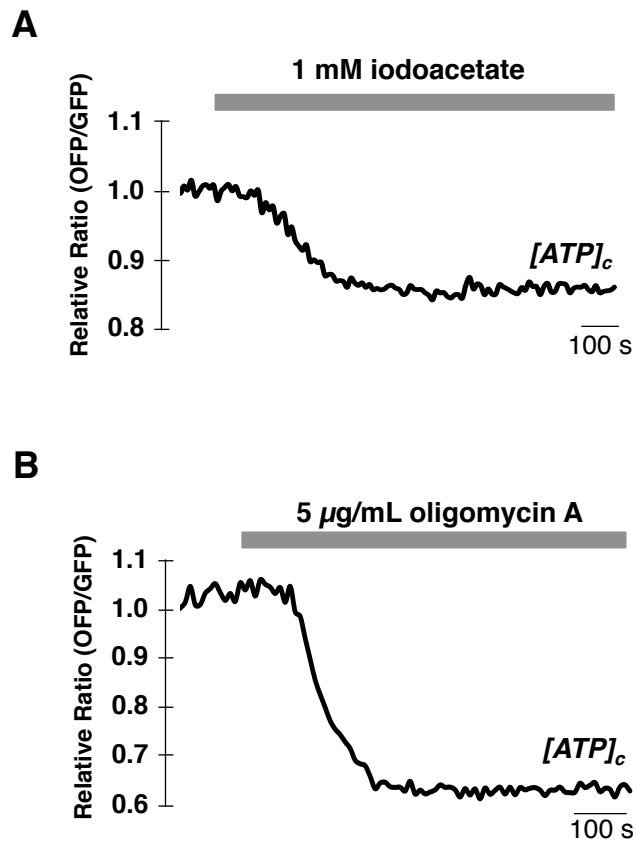 A
1 mM iodoacetate
Relative Ratio (OFP/GFP)
1.1
1.0
0.9
0.8
[ATP]c
100 s
B
5 µg/mL oligomycin A
Relative Ratio (OFP/GFP)
1.1
1.0
0.9
0.8
0.7
0.6
[ATP]c
100 s